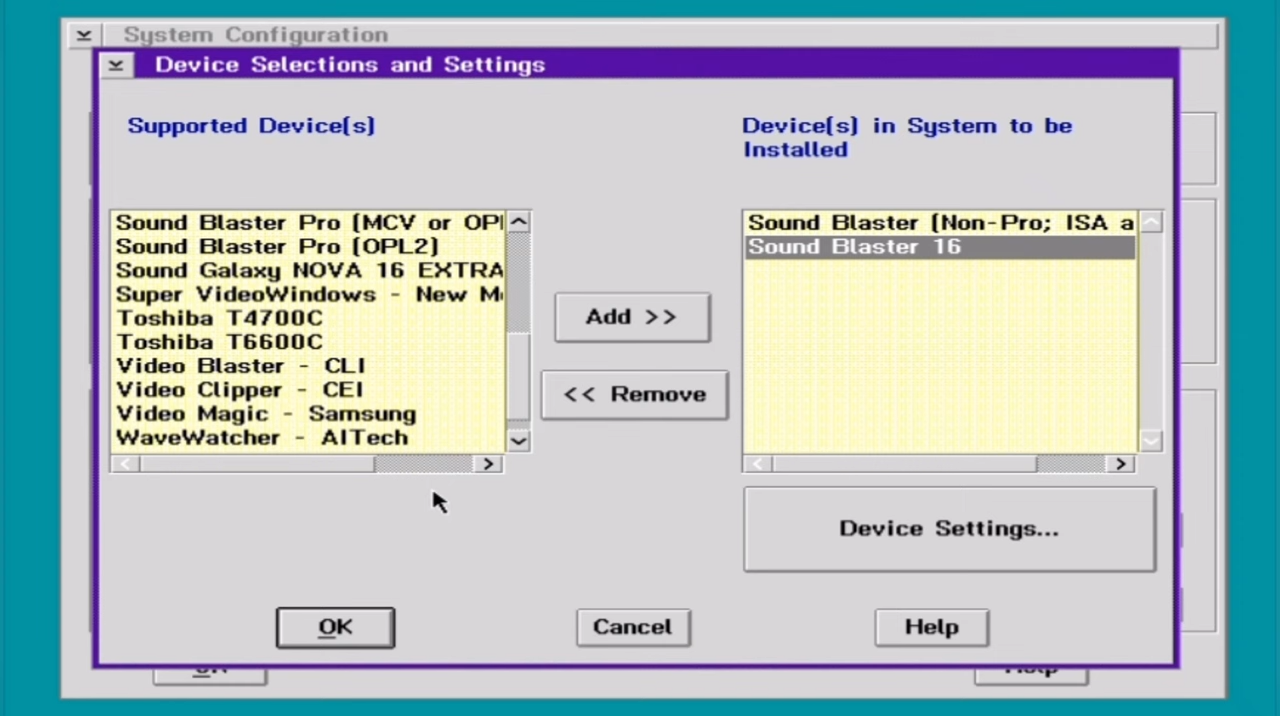 System Configuration
Device Selections and Settings
Supported Device(s)
Device(s) in System to be
Installed
Sound Blaster Pro (MCV or OP
Sound Blaster Pro (OPL2)
Sound Galaxy NOVA 16 EXTRA
Super VideoWindows - New M
Toshiba T4700C
Toshiba T6600C
Video Blaster - CLI
Video Clipper - CEI
Video Magic - Samsung
WaveWatcher - AITech
Add >>
<< Remove
Sound Blaster (Non-Pro; ISA a
Sound Blaster 16
Device Settings...
OK
Cancel
Help
Help